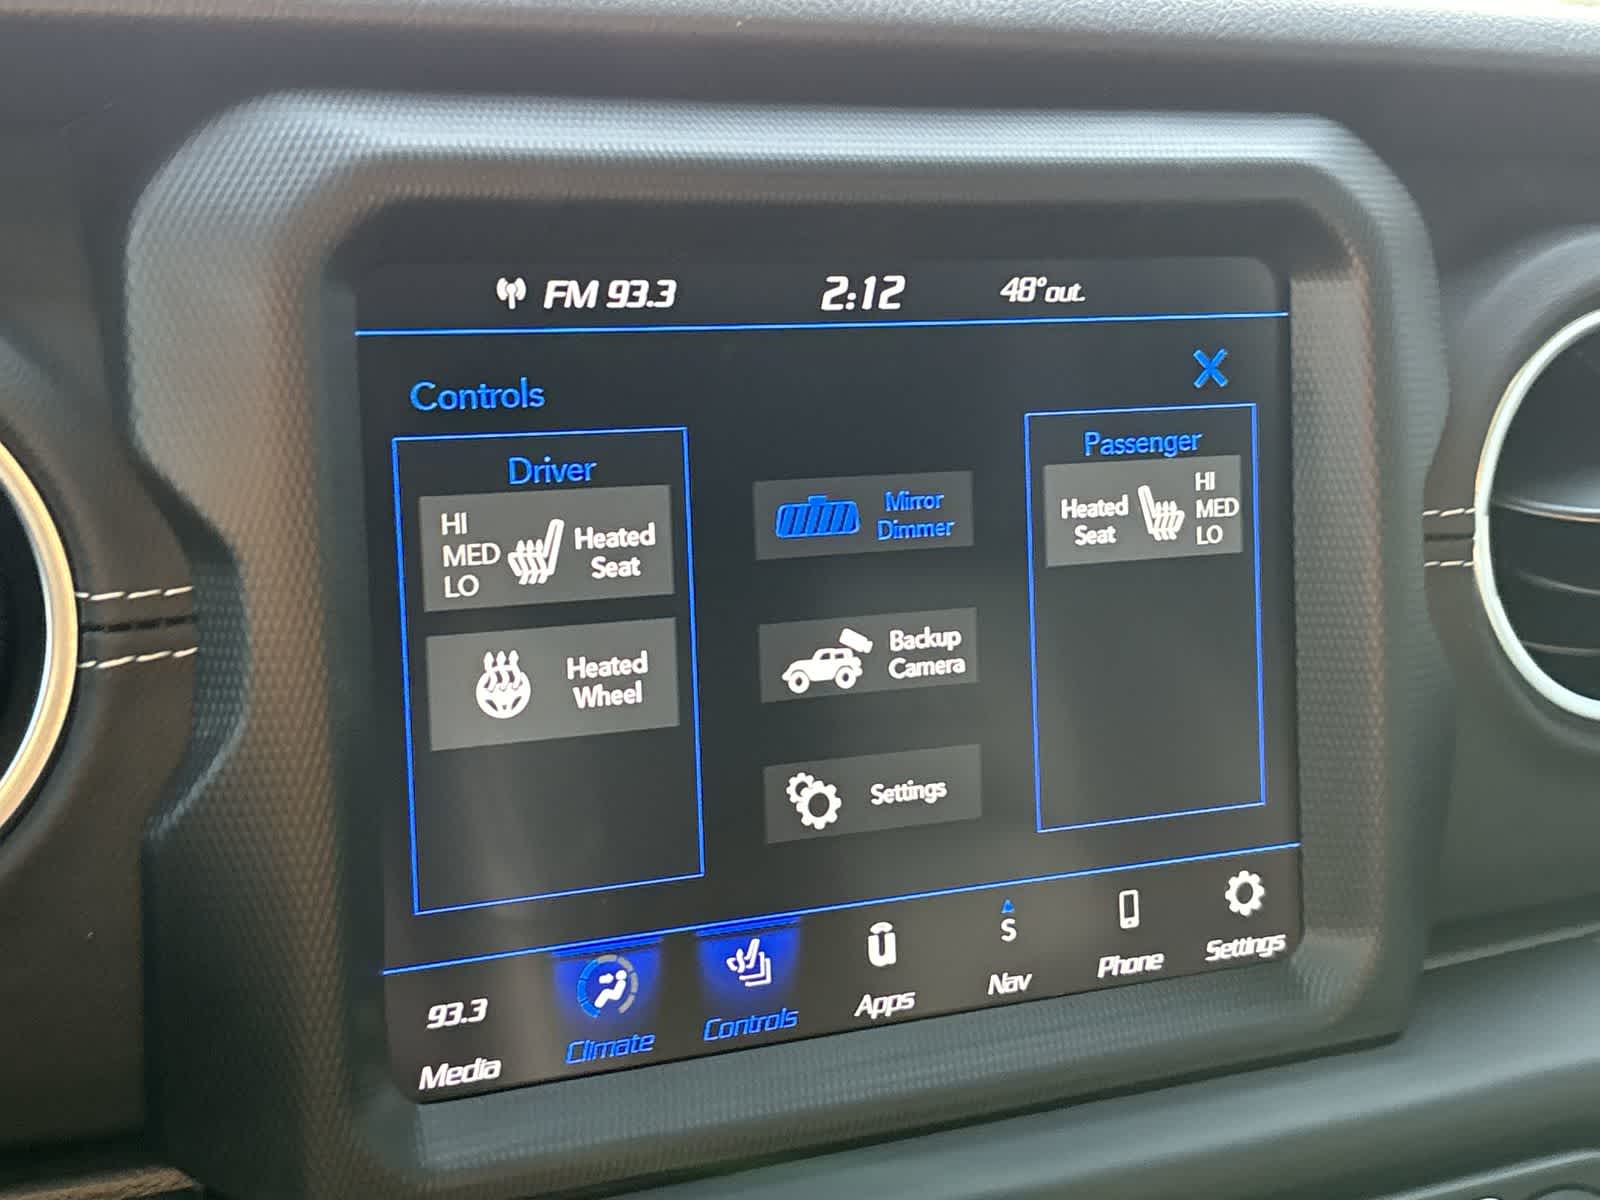 FM 93.3
2:12
48° out.
Controls
X
Driver
HI
MED
LO
Heated
Seat
Heated
Wheel
Mirror
Dimmer
Backup
Camera
Settings
Passenger
Heated
Seat
HI
MED
LO
93.3
Media
Climate
Controls
Apps
S
Nav
Phone
Settings